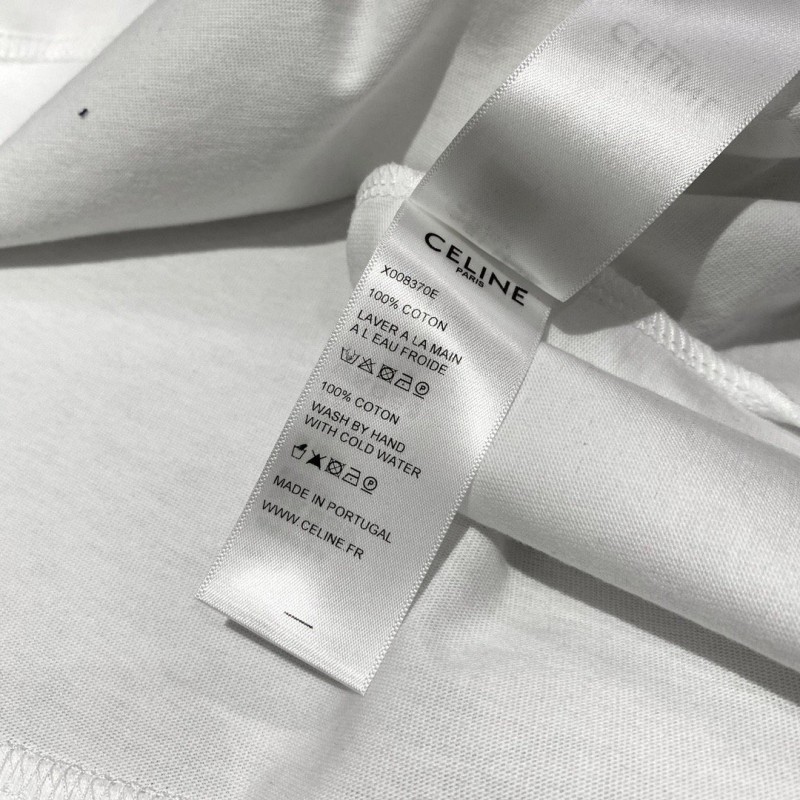 CELINE
CELINE
PARIS
X008370E
100% COTON
LAVER A LA MAIN
A L EAU FROIDE
100% COTON
WASH BY HAND
WITH COLD WATER
MADE IN PORTUGAL
WWW.CELINE.FR